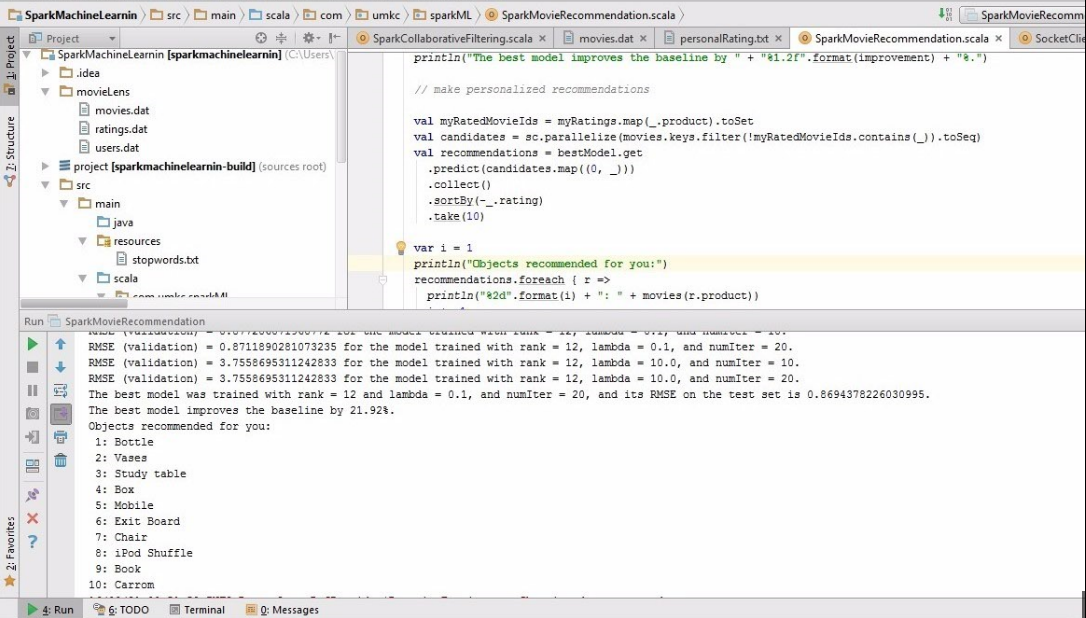 SparkMachineLearnin src main scala com umkc sparkML SparkMovieRecommendation.scala SparkMovieRecomm
1: Project
Project
SparkCollaborativeFiltering.scala movies.dat personalRating.txt SparkMovieRecommendation.scala SocketClie
SparkMachineLearnin [sparkmachinelearnin] (C:\Users\
.idea
movieLens
movies.dat
ratings.dat
users.dat
project [sparkmachinelearnin-build] (sources root)
src
main
java
resources
stopwords.txt
scala
com.umkc.sparkML
Z: Structure
println("The best model improves the baseline by " + "%1.2f".format(improvement) + "%.")
// make personalized recommendations
val myRatedMovieIds = myRatings.map(_.product).toSet
val candidates = sc.parallelize(movies.keys.filter(!myRatedMovieIds.contains(_)).toSeq)
val recommendations = bestModel.get
.predict(candidates.map((0, _)))
.collect()
.sortBy(-_.rating)
.take(10)
var i = 1
println("Objects recommended for you:")
recommendations.foreach { r =>
println("%2d".format(i) + ": " + movies(r.product))
Run SparkMovieRecommendation
RMSE (validation) = 0.8711890281073235 for the model trained with rank = 12, lambda = 0.1, and numIter = 20.
RMSE (validation) = 3.7558695311242833 for the model trained with rank = 12, lambda = 10.0, and numIter = 10.
RMSE (validation) = 3.7558695311242833 for the model trained with rank = 12, lambda = 10.0, and numIter = 20.
The best model was trained with rank = 12 and lambda = 0.1, and numIter = 20, and its RMSE on the test set is 0.8694378226030995.
The best model improves the baseline by 21.92%.
Objects recommended for you:
1: Bottle
2: Vases
3: Study table
4: Box
5: Mobile
6: Exit Board
7: Chair
8: iPod Shuffle
9: Book
10: Carrom
2: Favorites
4: Run 6: TODO Terminal 0: Messages